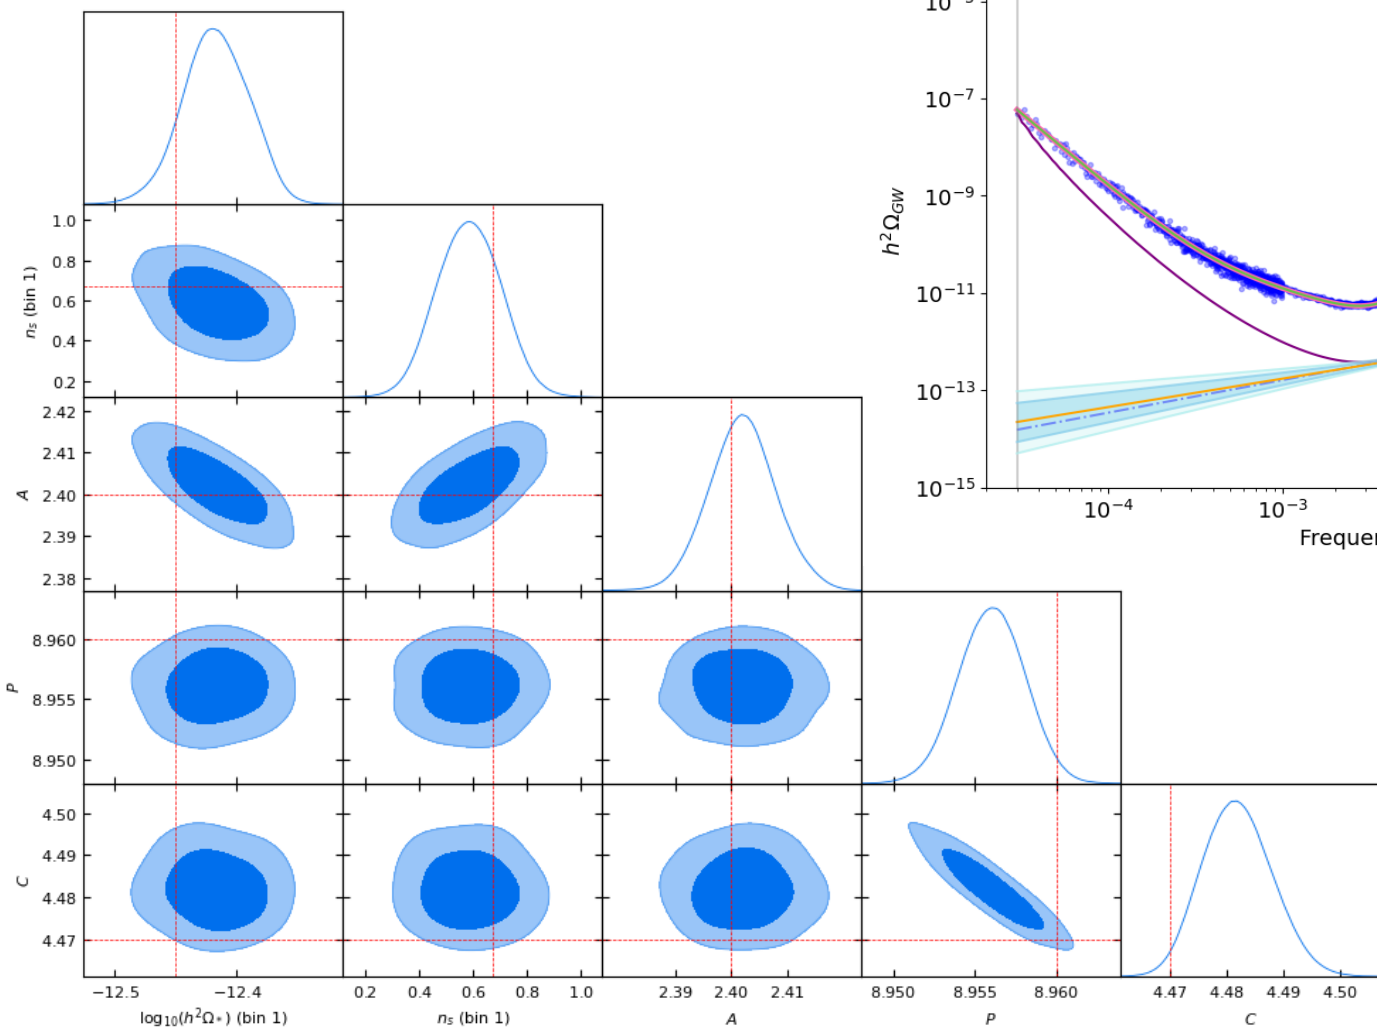 10⁻⁷
10⁻⁹
10⁻¹¹
10⁻¹³
10⁻¹⁵
h²Ω_GW
10⁻⁴ 10⁻³
Frequen
1.0
0.8
0.6
0.4
0.2
n_s (bin 1)
2.42
2.41
2.40
2.39
2.38
A
8.960
8.955
8.950
P
4.50
4.49
4.48
4.47
C
−12.5 −12.4 0.2 0.4 0.6 0.8 1.0 2.39 2.40 2.41 8.950 8.955 8.960 4.47 4.48 4.49 4.50
log₁₀(h²Ω_*) (bin 1) n_s (bin 1) A P C